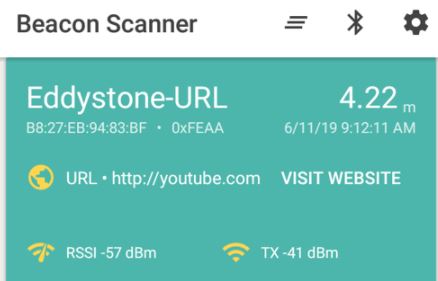 Beacon Scanner
Eddystone-URL 4.22 m
B8:27:EB:94:83:BF • 0xFEAA 6/11/19 9:12:11 AM
URL • http://youtube.com VISIT WEBSITE
RSSI -57 dBm TX -41 dBm